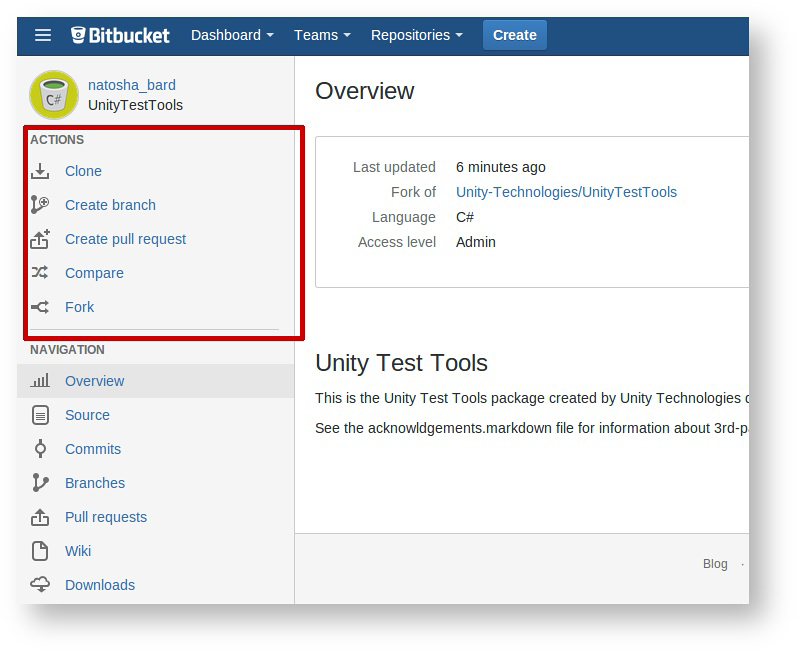 Bitbucket Dashboard Teams Repositories Create
natosha_bard
UnityTestTools
C#
ACTIONS
Clone
Create branch
Create pull request
Compare
Fork
NAVIGATION
Overview
Source
Commits
Branches
Pull requests
Wiki
Downloads
Overview
Last updated 6 minutes ago
Fork of Unity-Technologies/UnityTestTools
Language C#
Access level Admin
Unity Test Tools
This is the Unity Test Tools package created by Unity Technologies
See the acknowldgements.markdown file for information about 3rd-p
Blog ·